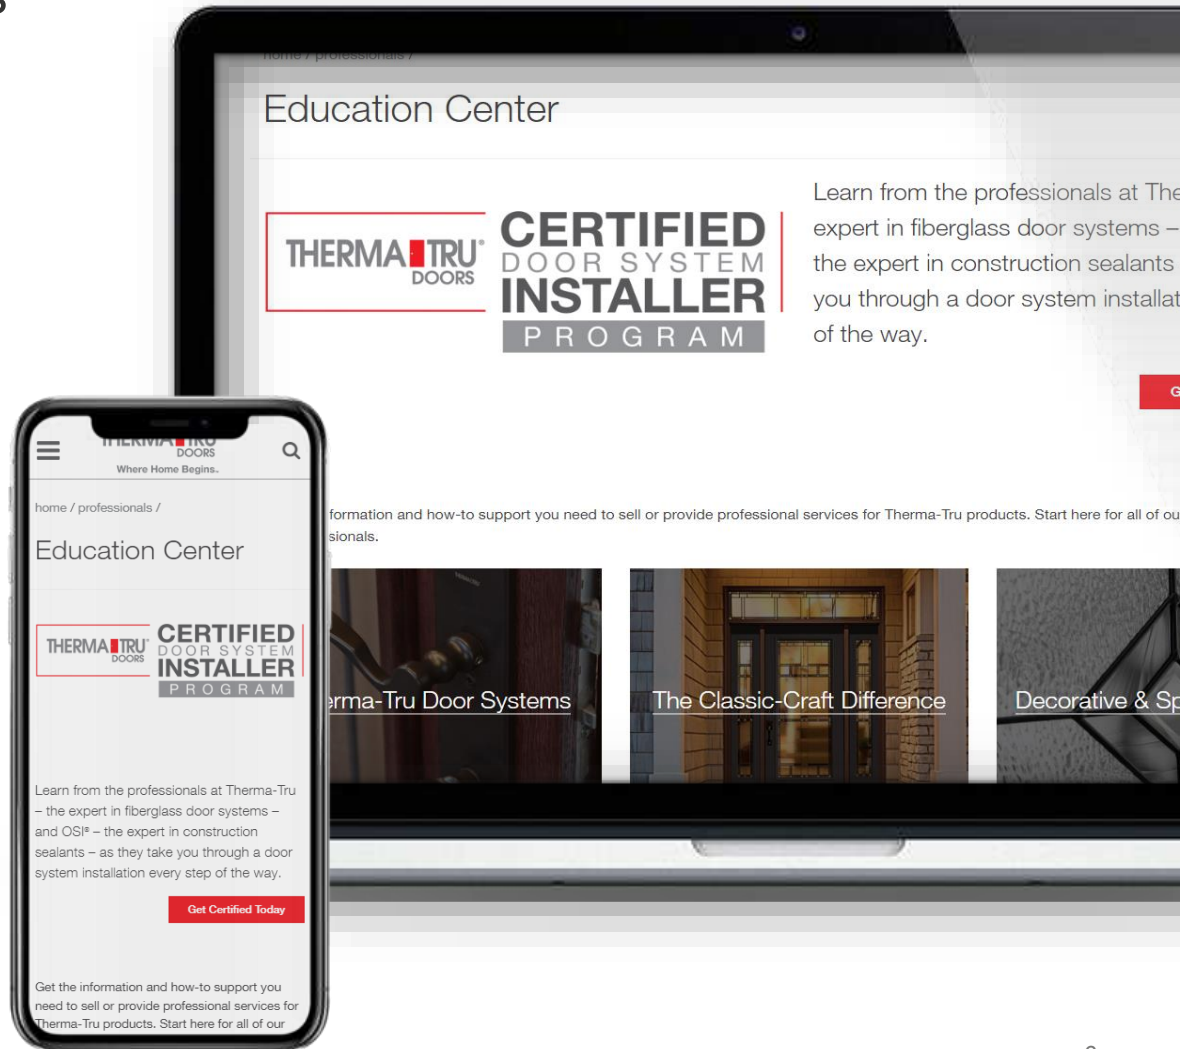 home / professionals /
Education Center
THERMA TRU®
DOORS
CERTIFIED
DOOR SYSTEM
INSTALLER
PROGRAM
Learn from the professionals at The
expert in fiberglass door systems –
the expert in construction sealants
you through a door system installat
of the way.
G
formation and how-to support you need to sell or provide professional services for Therma-Tru products. Start here for all of ou
sionals.
erma-Tru Door Systems
The Classic-Craft Difference
Decorative & Sp
THERMA TRU
DOORS
Where Home Begins.
home / professionals /
Education Center
THERMA TRU®
DOORS
CERTIFIED
DOOR SYSTEM
INSTALLER
PROGRAM
Learn from the professionals at Therma-Tru
– the expert in fiberglass door systems –
and OSI® – the expert in construction
sealants – as they take you through a door
system installation every step of the way.
Get Certified Today
Get the information and how-to support you
need to sell or provide professional services for
Therma-Tru products. Start here for all of our